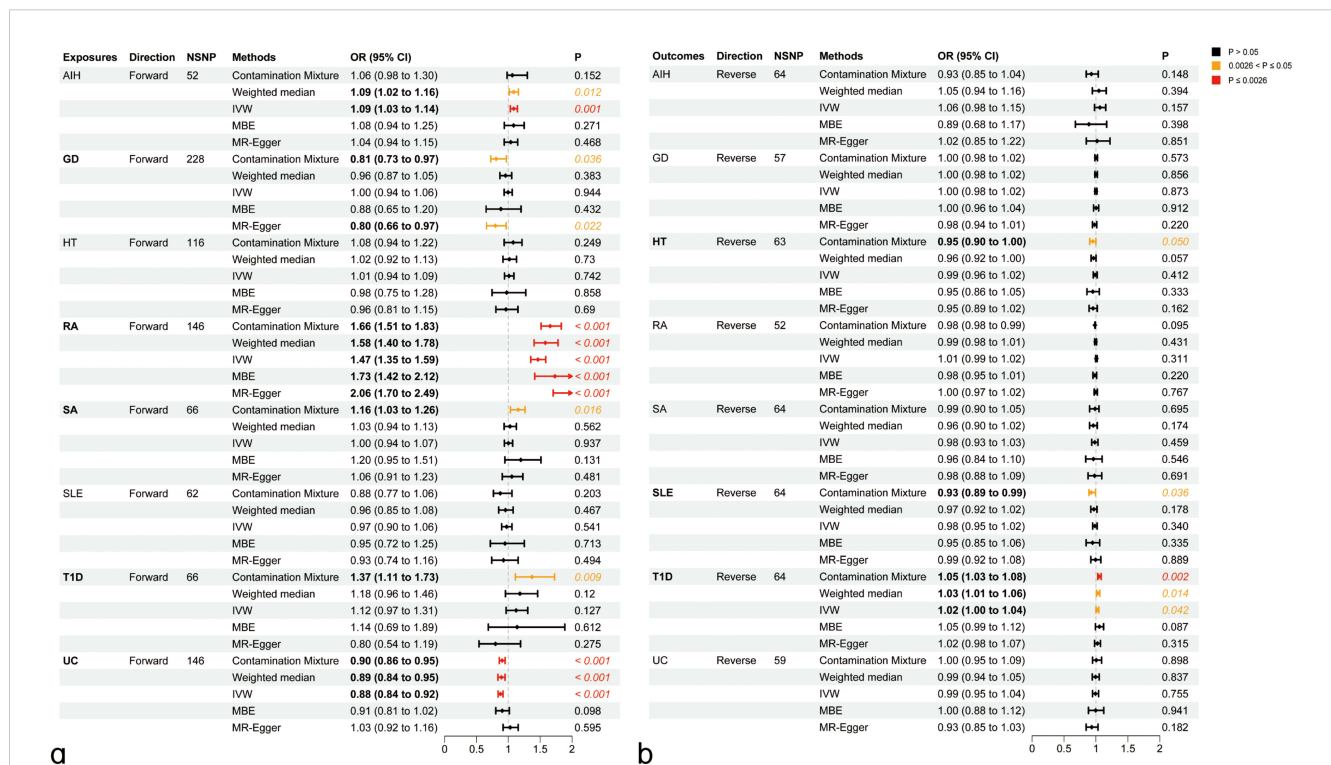 Exposures Direction NSNP Methods OR (95% CI) P
AIH Forward 52 Contamination Mixture 1.06 (0.98 to 1.30) 0.152
Weighted median 1.09 (1.02 to 1.16) 0.012
IVW 1.09 (1.03 to 1.14) 0.001
MBE 1.08 (0.94 to 1.25) 0.271
MR-Egger 1.04 (0.94 to 1.15) 0.468
GD Forward 228 Contamination Mixture 0.81 (0.73 to 0.97) 0.036
Weighted median 0.96 (0.87 to 1.05) 0.383
IVW 1.00 (0.94 to 1.06) 0.944
MBE 0.88 (0.65 to 1.20) 0.432
MR-Egger 0.80 (0.66 to 0.97) 0.022
HT Forward 116 Contamination Mixture 1.08 (0.94 to 1.22) 0.249
Weighted median 1.02 (0.92 to 1.13) 0.73
IVW 1.01 (0.94 to 1.09) 0.742
MBE 0.98 (0.75 to 1.28) 0.858
MR-Egger 0.96 (0.81 to 1.15) 0.69
RA Forward 146 Contamination Mixture 1.66 (1.51 to 1.83) < 0.001
Weighted median 1.58 (1.40 to 1.78) < 0.001
IVW 1.47 (1.35 to 1.59) < 0.001
MBE 1.73 (1.42 to 2.12) < 0.001
MR-Egger 2.06 (1.70 to 2.49) < 0.001
SA Forward 66 Contamination Mixture 1.16 (1.03 to 1.26) 0.016
Weighted median 1.03 (0.94 to 1.13) 0.562
IVW 1.00 (0.94 to 1.07) 0.937
MBE 1.20 (0.95 to 1.51) 0.131
MR-Egger 1.06 (0.91 to 1.23) 0.481
SLE Forward 62 Contamination Mixture 0.88 (0.77 to 1.06) 0.203
Weighted median 0.96 (0.85 to 1.08) 0.467
IVW 0.97 (0.90 to 1.06) 0.541
MBE 0.95 (0.72 to 1.25) 0.713
MR-Egger 0.93 (0.74 to 1.16) 0.494
T1D Forward 66 Contamination Mixture 1.37 (1.11 to 1.73) 0.009
Weighted median 1.18 (0.96 to 1.46) 0.12
IVW 1.12 (0.97 to 1.31) 0.127
MBE 1.14 (0.69 to 1.89) 0.612
MR-Egger 0.80 (0.54 to 1.19) 0.275
UC Forward 146 Contamination Mixture 0.90 (0.86 to 0.95) < 0.001
Weighted median 0.89 (0.84 to 0.95) < 0.001
IVW 0.88 (0.84 to 0.92) < 0.001
MBE 0.91 (0.81 to 1.02) 0.098
MR-Egger 1.03 (0.92 to 1.16) 0.595
0 0.5 1 1.5 2
a
Outcomes Direction NSNP Methods OR (95% CI) P
AIH Reverse 64 Contamination Mixture 0.93 (0.85 to 1.04) 0.148
Weighted median 1.05 (0.94 to 1.16) 0.394
IVW 1.06 (0.98 to 1.15) 0.157
MBE 0.89 (0.68 to 1.17) 0.398
MR-Egger 1.02 (0.85 to 1.22) 0.851
GD Reverse 57 Contamination Mixture 1.00 (0.98 to 1.02) 0.573
Weighted median 1.00 (0.98 to 1.02) 0.856
IVW 1.00 (0.98 to 1.02) 0.873
MBE 1.00 (0.96 to 1.04) 0.912
MR-Egger 0.98 (0.94 to 1.01) 0.220
HT Reverse 63 Contamination Mixture 0.95 (0.90 to 1.00) 0.050
Weighted median 0.96 (0.92 to 1.00) 0.057
IVW 0.99 (0.96 to 1.02) 0.412
MBE 0.95 (0.86 to 1.05) 0.333
MR-Egger 0.95 (0.89 to 1.02) 0.162
RA Reverse 52 Contamination Mixture 0.98 (0.98 to 0.99) 0.095
Weighted median 0.99 (0.98 to 1.01) 0.431
IVW 1.01 (0.99 to 1.02) 0.311
MBE 0.98 (0.95 to 1.01) 0.220
MR-Egger 1.00 (0.97 to 1.02) 0.767
SA Reverse 64 Contamination Mixture 0.99 (0.90 to 1.05) 0.695
Weighted median 0.96 (0.90 to 1.02) 0.174
IVW 0.98 (0.93 to 1.03) 0.459
MBE 0.96 (0.84 to 1.10) 0.546
MR-Egger 0.98 (0.88 to 1.09) 0.691
SLE Reverse 64 Contamination Mixture 0.93 (0.89 to 0.99) 0.036
Weighted median 0.97 (0.92 to 1.02) 0.178
IVW 0.98 (0.95 to 1.02) 0.340
MBE 0.95 (0.85 to 1.06) 0.335
MR-Egger 0.99 (0.92 to 1.08) 0.889
T1D Reverse 64 Contamination Mixture 1.05 (1.03 to 1.08) 0.002
Weighted median 1.03 (1.01 to 1.06) 0.014
IVW 1.02 (1.00 to 1.04) 0.042
MBE 1.05 (0.99 to 1.12) 0.087
MR-Egger 1.02 (0.98 to 1.07) 0.315
UC Reverse 59 Contamination Mixture 1.00 (0.95 to 1.09) 0.898
Weighted median 0.99 (0.94 to 1.05) 0.837
IVW 0.99 (0.95 to 1.04) 0.755
MBE 1.00 (0.88 to 1.12) 0.941
MR-Egger 0.93 (0.85 to 1.03) 0.182
0 0.5 1 1.5 2
b
P > 0.05
0.0026 < P ≤ 0.05
P ≤ 0.0026